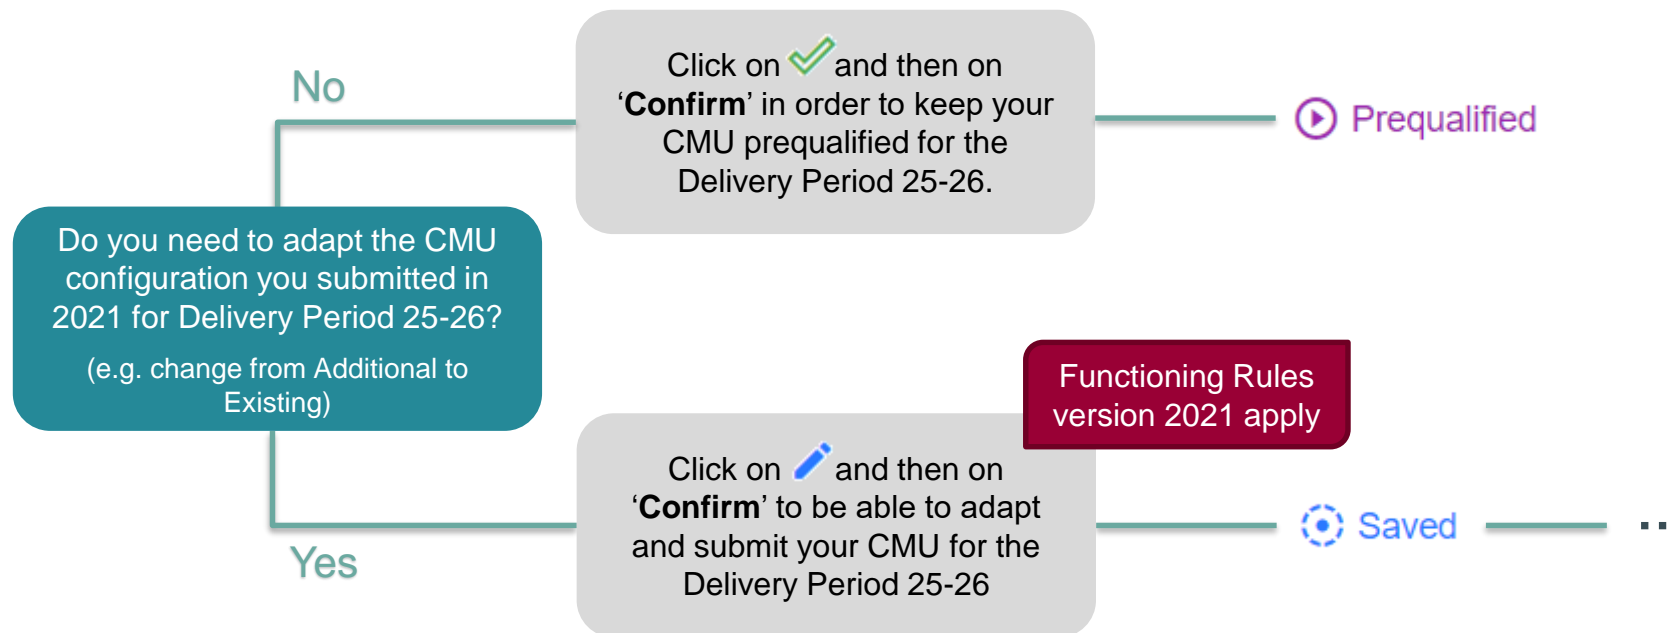 No
Click on and then on
‘Confirm’ in order to keep your
CMU prequalified for the
Delivery Period 25-26.
Prequalified
Do you need to adapt the CMU
configuration you submitted in
2021 for Delivery Period 25-26?
(e.g. change from Additional to
Existing)
Functioning Rules
version 2021 apply
Click on and then on
‘Confirm’ to be able to adapt
and submit your CMU for the
Delivery Period 25-26
Saved
..
Yes